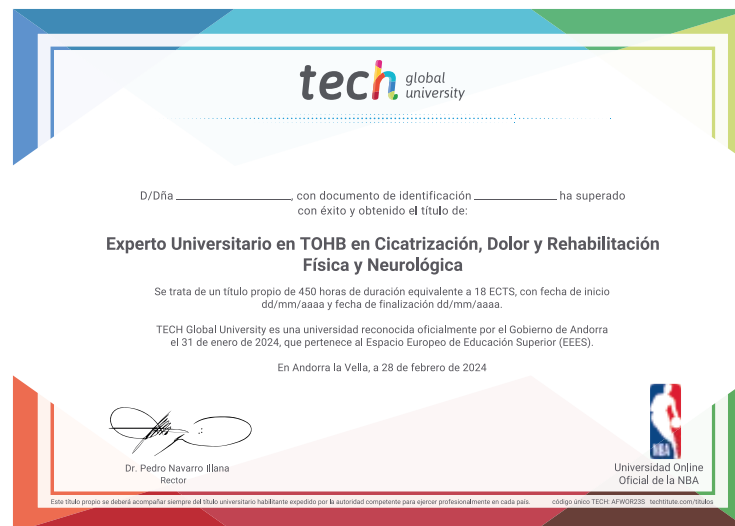 tech global university
D/Dña ____________, con documento de identificación ____________ ha superado
con éxito y obtenido el título de:
Experto Universitario en TOHB en Cicatrización, Dolor y Rehabilitación
Física y Neurológica
Se trata de un título propio de 450 horas de duración equivalente a 18 ECTS, con fecha de inicio
dd/mm/aaaa y fecha de finalización dd/mm/aaaa.
TECH Global University es una universidad reconocida oficialmente por el Gobierno de Andorra
el 31 de enero de 2024, que pertenece al Espacio Europeo de Educación Superior (EEES).
En Andorra la Vella, a 28 de febrero de 2024
Dr. Pedro Navarro Illana
Rector
NBA
Universidad Online
Oficial de la NBA
Este título propio se deberá acompañar siempre del título universitario habilitante expedido por la autoridad competente para ejercer profesionalmente en cada país. código único TECH: AFWOR23S techtitute.com/titulos